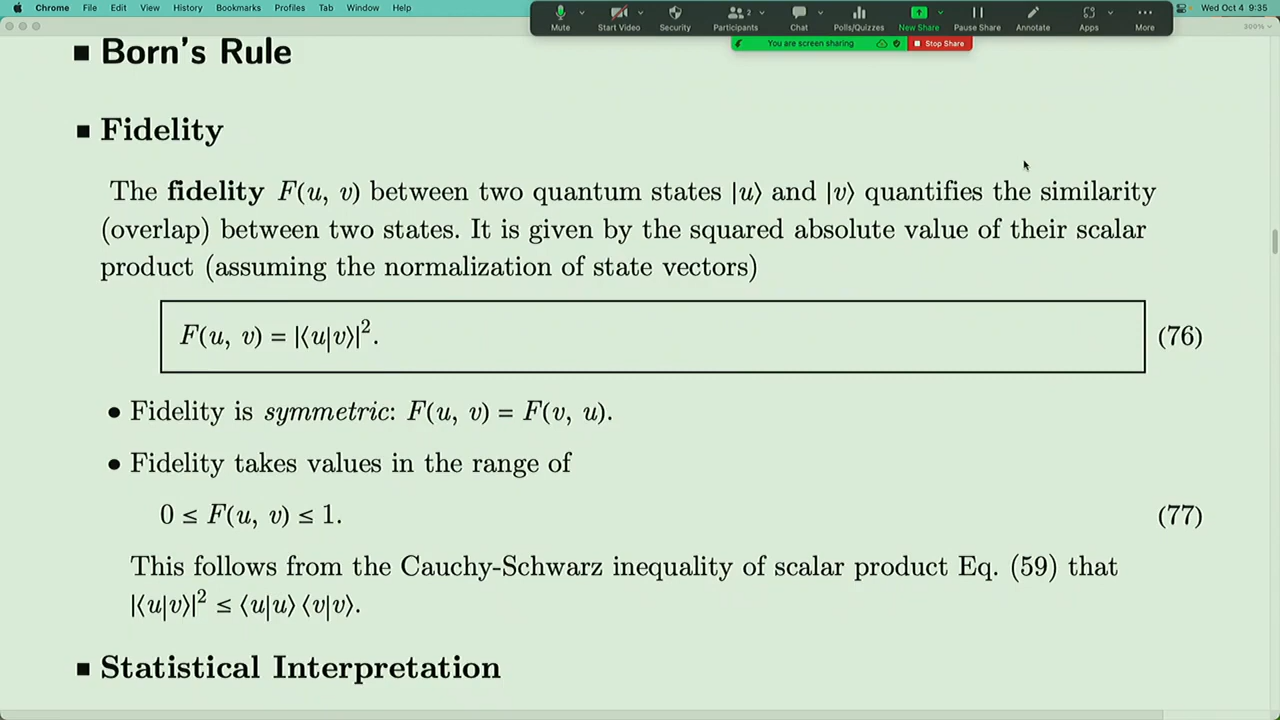 Chrome File Edit View History Bookmarks Profiles Tab Window Help
Wed Oct 4 9:35
Mute Start Video Security Participants 2 Chat Polls/Quizzes New Share Pause Share Annotate Apps More
You are screen sharing Stop Share
300%
■ Born's Rule
■ Fidelity
The fidelity F(u, v) between two quantum states |u⟩ and |v⟩ quantifies the similarity
(overlap) between two states. It is given by the squared absolute value of their scalar
product (assuming the normalization of state vectors)
F(u, v) = |⟨u|v⟩|². (76)
• Fidelity is symmetric: F(u, v) = F(v, u).
• Fidelity takes values in the range of
0 ≤ F(u, v) ≤ 1. (77)
This follows from the Cauchy-Schwarz inequality of scalar product Eq. (59) that
|⟨u|v⟩|² ≤ ⟨u|u⟩ ⟨v|v⟩.
■ Statistical Interpretation